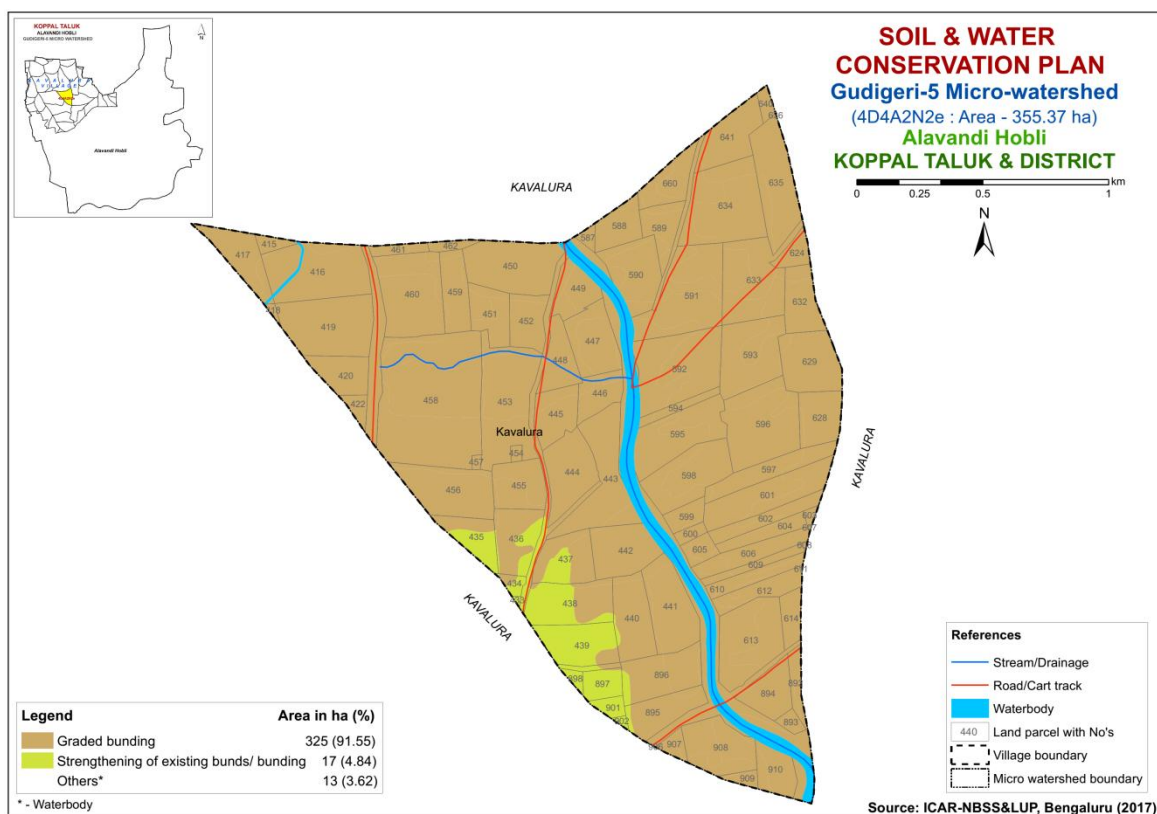 KOPPAL TALUK
ALAVANDI HOBLI
GUDIGERI-5 MICRO WATERSHED
N
KAVALURA
VILLAGE
Alavandi Hobli
SOIL & WATER
CONSERVATION PLAN
Gudigeri-5 Micro-watershed
(4D4A2N2e : Area - 355.37 ha)
Alavandi Hobli
KOPPAL TALUK & DISTRICT
km
0 0.25 0.5 1
N
KAVALURA
KAVALURA
KAVALURA
Kavalura
640
641
635
660
634
588
589
587
624
415
417
416
461
462
450
590
633
460
459
449
591
632
451
452
419
447
448
593
629
592
420
458
453
446
422
445
594
628
596
595
454
457
444
443
597
598
455
456
601
599
602
604
600
435
436
605
606
442
437
609
610
612
434
438
441
440
614
613
439
896
897
894
901
895
893
902
907
908
910
909
Legend Area in ha (%)
Graded bunding 325 (91.55)
Strengthening of existing bunds/ bunding 17 (4.84)
Others* 13 (3.62)
* - Waterbody
References
Stream/Drainage
Road/Cart track
Waterbody
440 Land parcel with No's
Village boundary
Micro watershed boundary
Source: ICAR-NBSS&LUP, Bengaluru (2017)